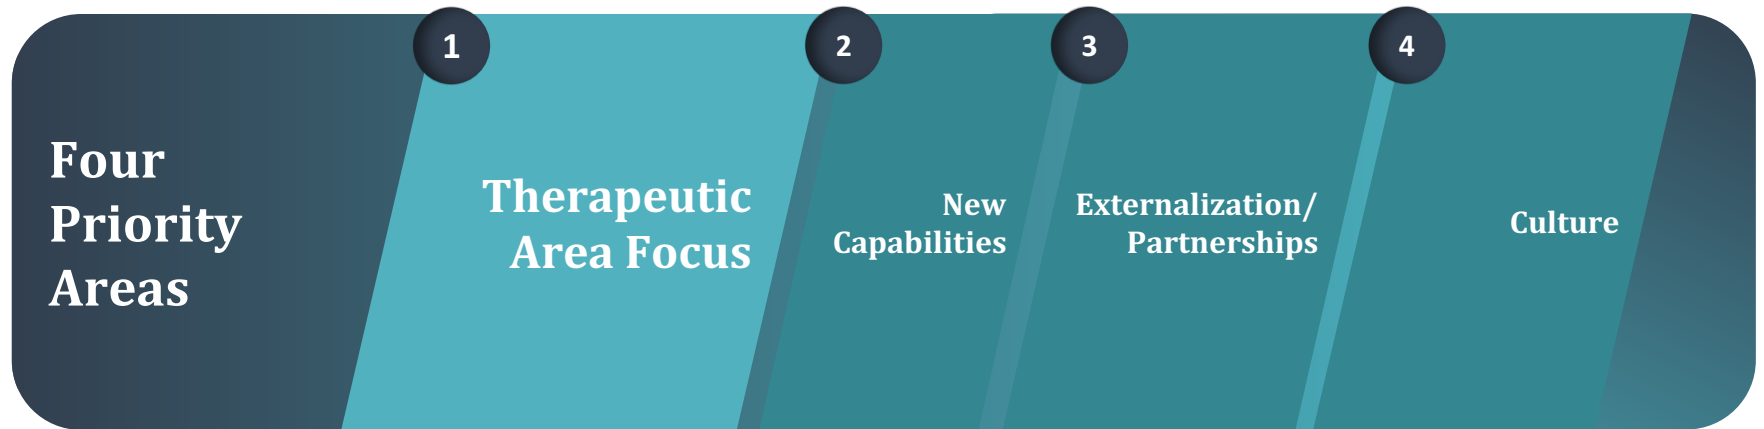 Four
Priority
Areas
1
Therapeutic
Area Focus
2
New
Capabilities
3
Externalization/
Partnerships
4
Culture